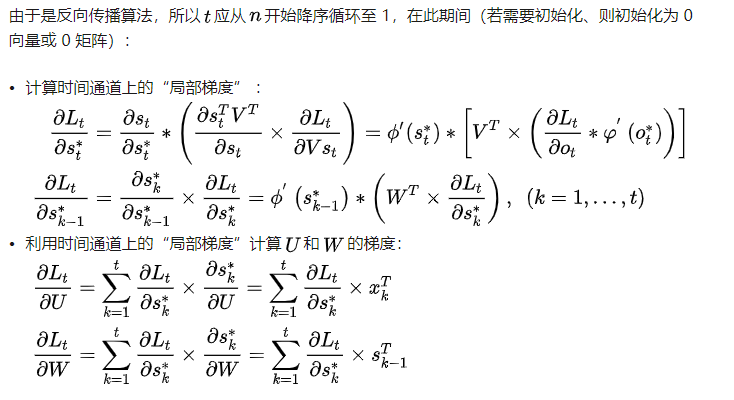 由于是反向传播算法，所以 t 应从 n 开始降序循环至 1，在此期间（若需要初始化、则初始化为 0
向量或 0 矩阵）：
• 计算时间通道上的“局部梯度”：
$\frac{\partial L_t}{\partial s_t^*} = \frac{\partial s_t}{\partial s_t^*} * \left( \frac{\partial s_t^T V^T}{\partial s_t} \times \frac{\partial L_t}{\partial V s_t} \right) = \phi'(s_t^*) * \left[ V^T \times \left( \frac{\partial L_t}{\partial o_t} * \varphi'(o_t^*) \right) \right]$
$\frac{\partial L_t}{\partial s_{k-1}^*} = \frac{\partial s_k^*}{\partial s_{k-1}^*} \times \frac{\partial L_t}{\partial s_k^*} = \phi'(s_{k-1}^*) * \left( W^T \times \frac{\partial L_t}{\partial s_k^*} \right), (k = 1, \ldots, t)$
• 利用时间通道上的“局部梯度”计算 U 和 W 的梯度：
$\frac{\partial L_t}{\partial U} = \sum_{k=1}^{t} \frac{\partial L_t}{\partial s_k^*} \times \frac{\partial s_k^*}{\partial U} = \sum_{k=1}^{t} \frac{\partial L_t}{\partial s_k^*} \times x_k^T$
$\frac{\partial L_t}{\partial W} = \sum_{k=1}^{t} \frac{\partial L_t}{\partial s_k^*} \times \frac{\partial s_k^*}{\partial W} = \sum_{k=1}^{t} \frac{\partial L_t}{\partial s_k^*} \times s_{k-1}^T$